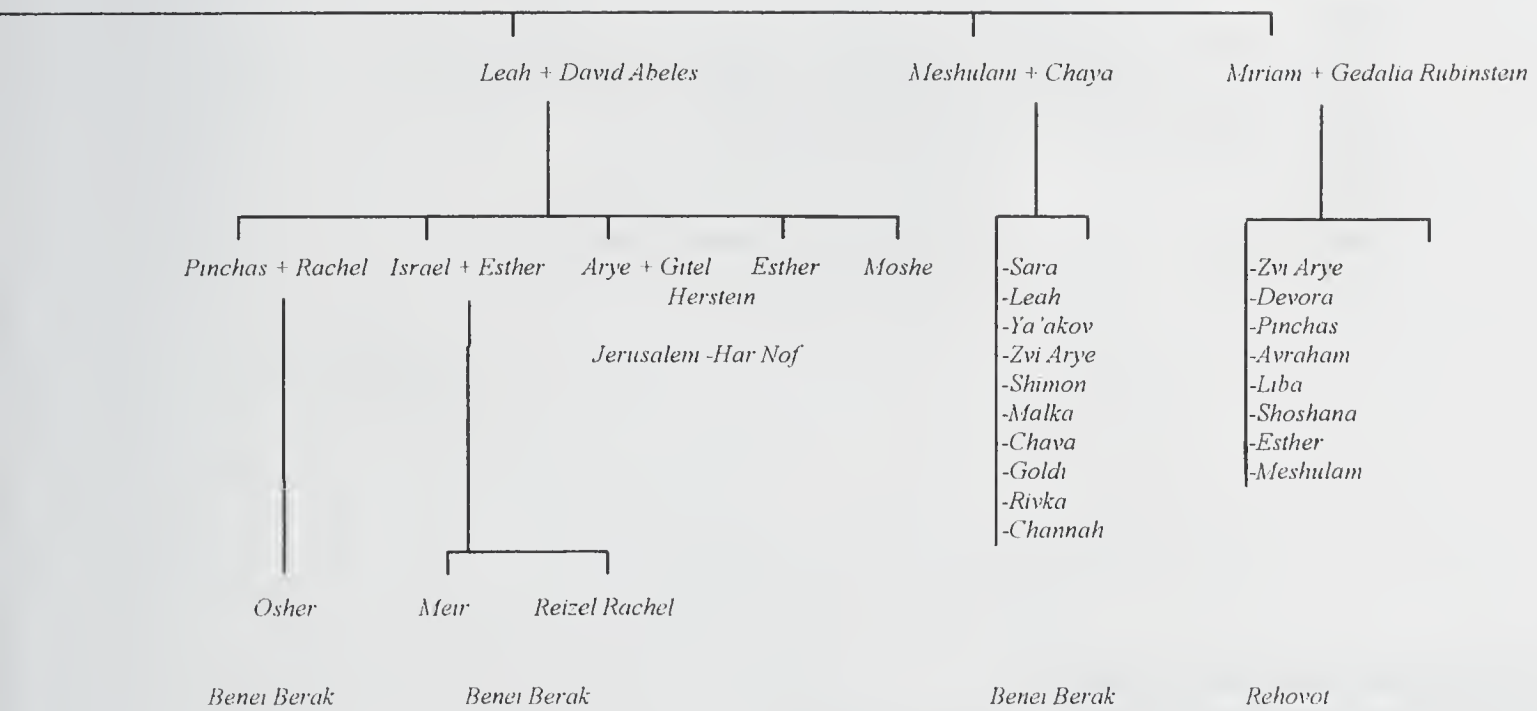 Leah + David Abeles
Meshulam + Chaya
Miriam + Gedalia Rubinstein
Pinchas + Rachel
Israel + Esther
Arye + Gitel
Herstein
Esther
Moshe
Jerusalem -Har Nof
-Sara
-Leah
-Ya'akov
-Zvi Arye
-Shimon
-Malka
-Chava
-Goldi
-Rivka
-Channah
-Zvi Arye
-Devora
-Pinchas
-Avraham
-Liba
-Shoshana
-Esther
-Meshulam
Osher
Meir
Reizel Rachel
Benei Berak
Benei Berak
Benei Berak
Rehovot